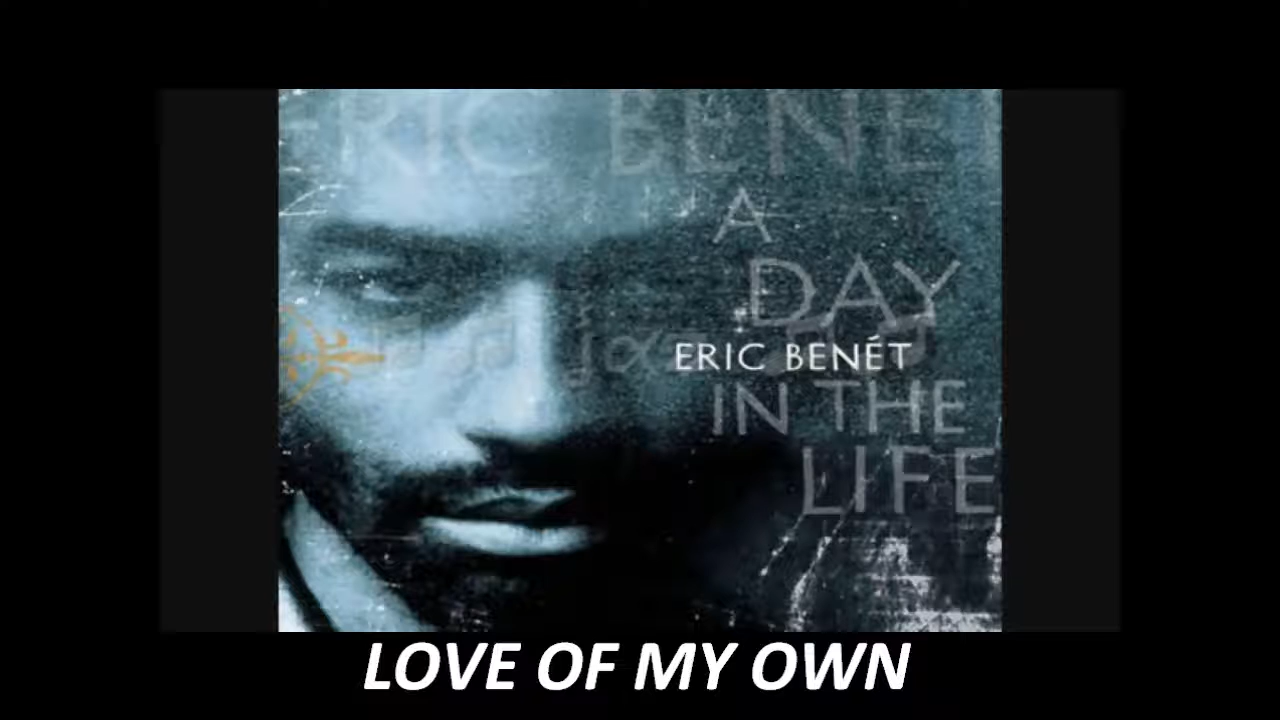 ERIC BENET
A
DAY
ERIC BENÉT
IN THE
LIFE
LOVE OF MY OWN